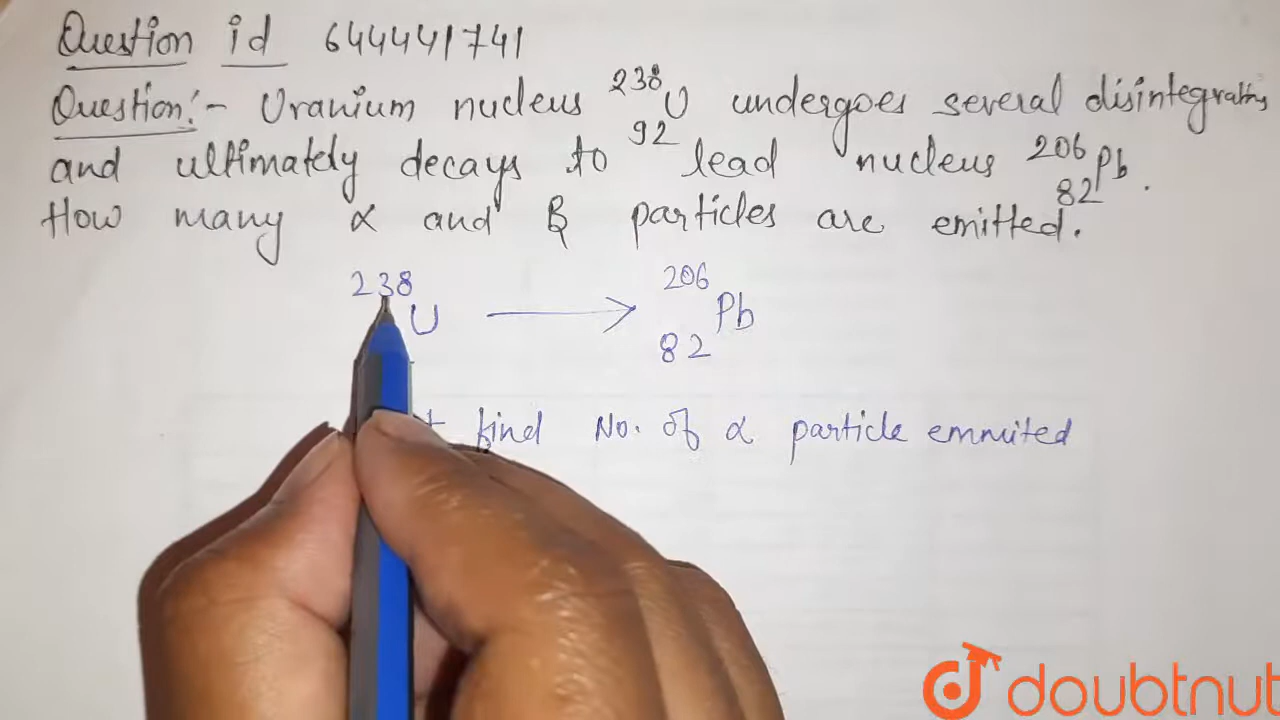 Question id 644441741
Question:- Uranium nucleus 238 92 U undergoes several disintegrations
and ultimately decays to lead nucleus 206 82 Pb.
How many α and β particles are emitted.
238 U → 206 82 Pb
find No. of α particle emmited
doubtnut